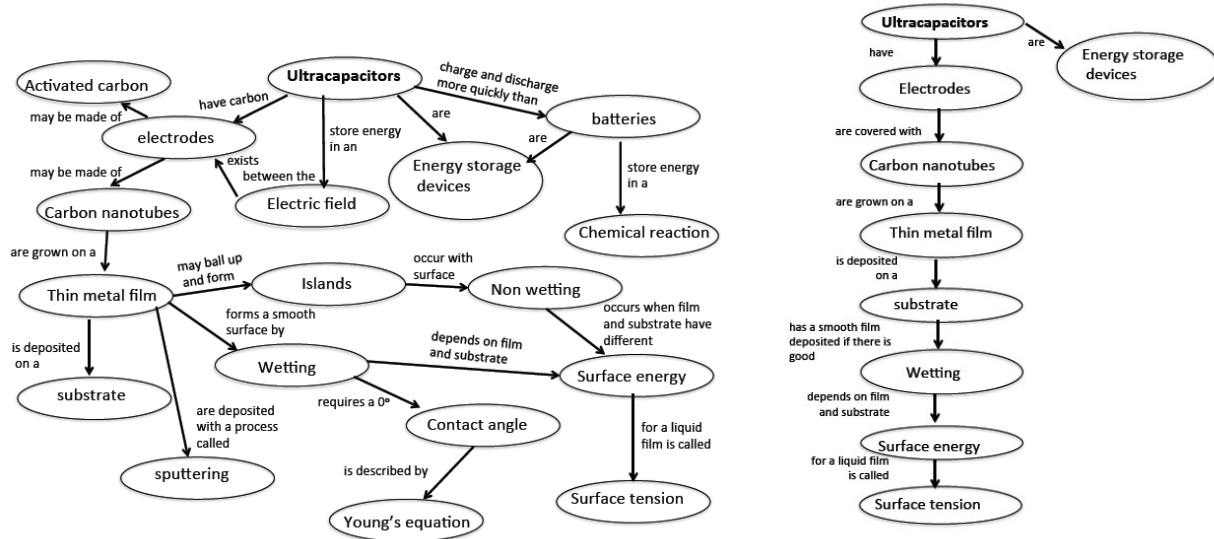 Ultracapacitors
charge and discharge
more quickly than
Activated carbon
have carbon
may be made of
electrodes
store energy
in an
are
batteries
are
exists
between the
may be made of
Energy storage
devices
store energy
in a
Carbon nanotubes
Electric field
Chemical reaction
are grown on a
may ball up
and form
occur with
surface
Thin metal film
Islands
Non wetting
forms a smooth
surface by
occurs when film
and substrate have
different
is deposited
on a
depends on film
and substrate
Wetting
Surface energy
substrate
requires a 0°
are deposited
with a process
called
Contact angle
for a liquid
film is called
sputtering
is described by
Surface tension
Young's equation
Ultracapacitors
are
have
Energy storage
devices
Electrodes
are covered with
Carbon nanotubes
are grown on a
Thin metal film
is deposited
on a
substrate
has a smooth film
deposited if there is
good
Wetting
depends on film
and substrate
Surface energy
for a liquid film
is called
Surface tension